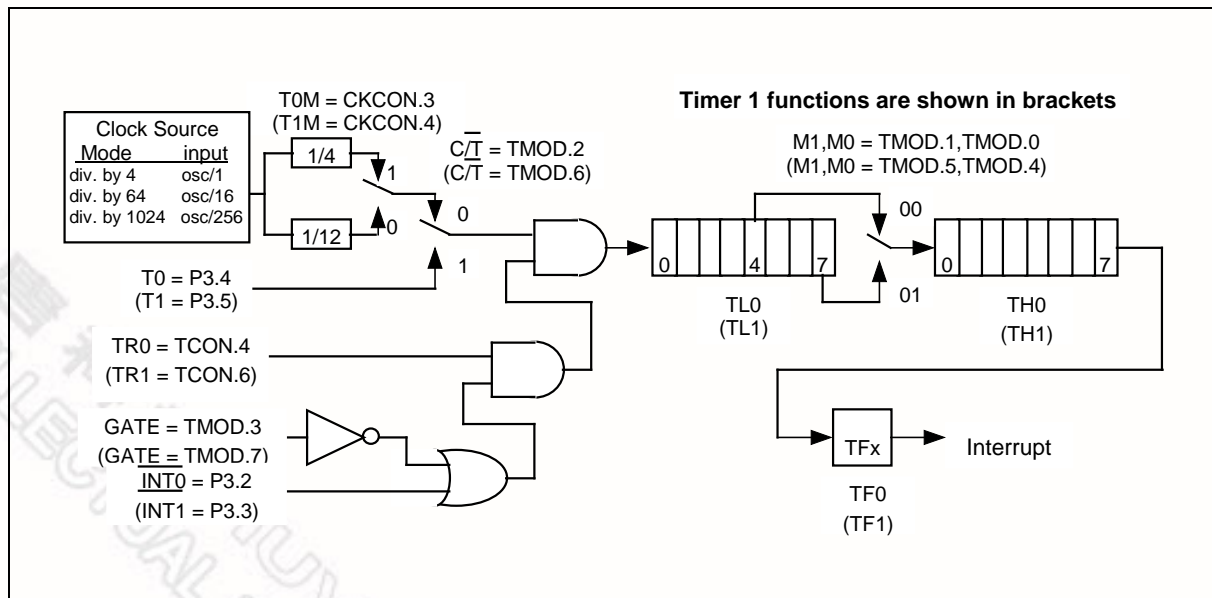 Timer 1 functions are shown in brackets
T0M = CKCON.3
(T1M = CKCON.4)
Clock Source
Mode input
div. by 4 osc/1
div. by 64 osc/16
div. by 1024 osc/256
1/4
1/12
1
0
C/T = TMOD.2
(C/T = TMOD.6)
0
1
M1,M0 = TMOD.1,TMOD.0
(M1,M0 = TMOD.5,TMOD.4)
00
01
0 4 7
TL0
(TL1)
0 7
TH0
(TH1)
T0 = P3.4
(T1 = P3.5)
TR0 = TCON.4
(TR1 = TCON.6)
GATE = TMOD.3
(GATE = TMOD.7)
INT0 = P3.2
(INT1 = P3.3)
TFx
Interrupt
TF0
(TF1)